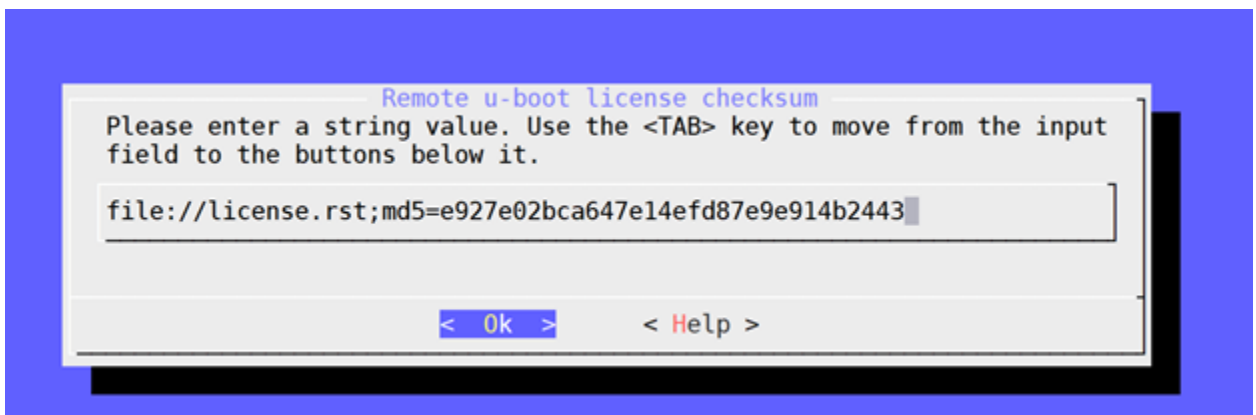 Remote u-boot license checksum
Please enter a string value. Use the <TAB> key to move from the input
field to the buttons below it.
file://license.rst;md5=e927e02bca647e14efd87e9e914b2443
< Ok > < Help >